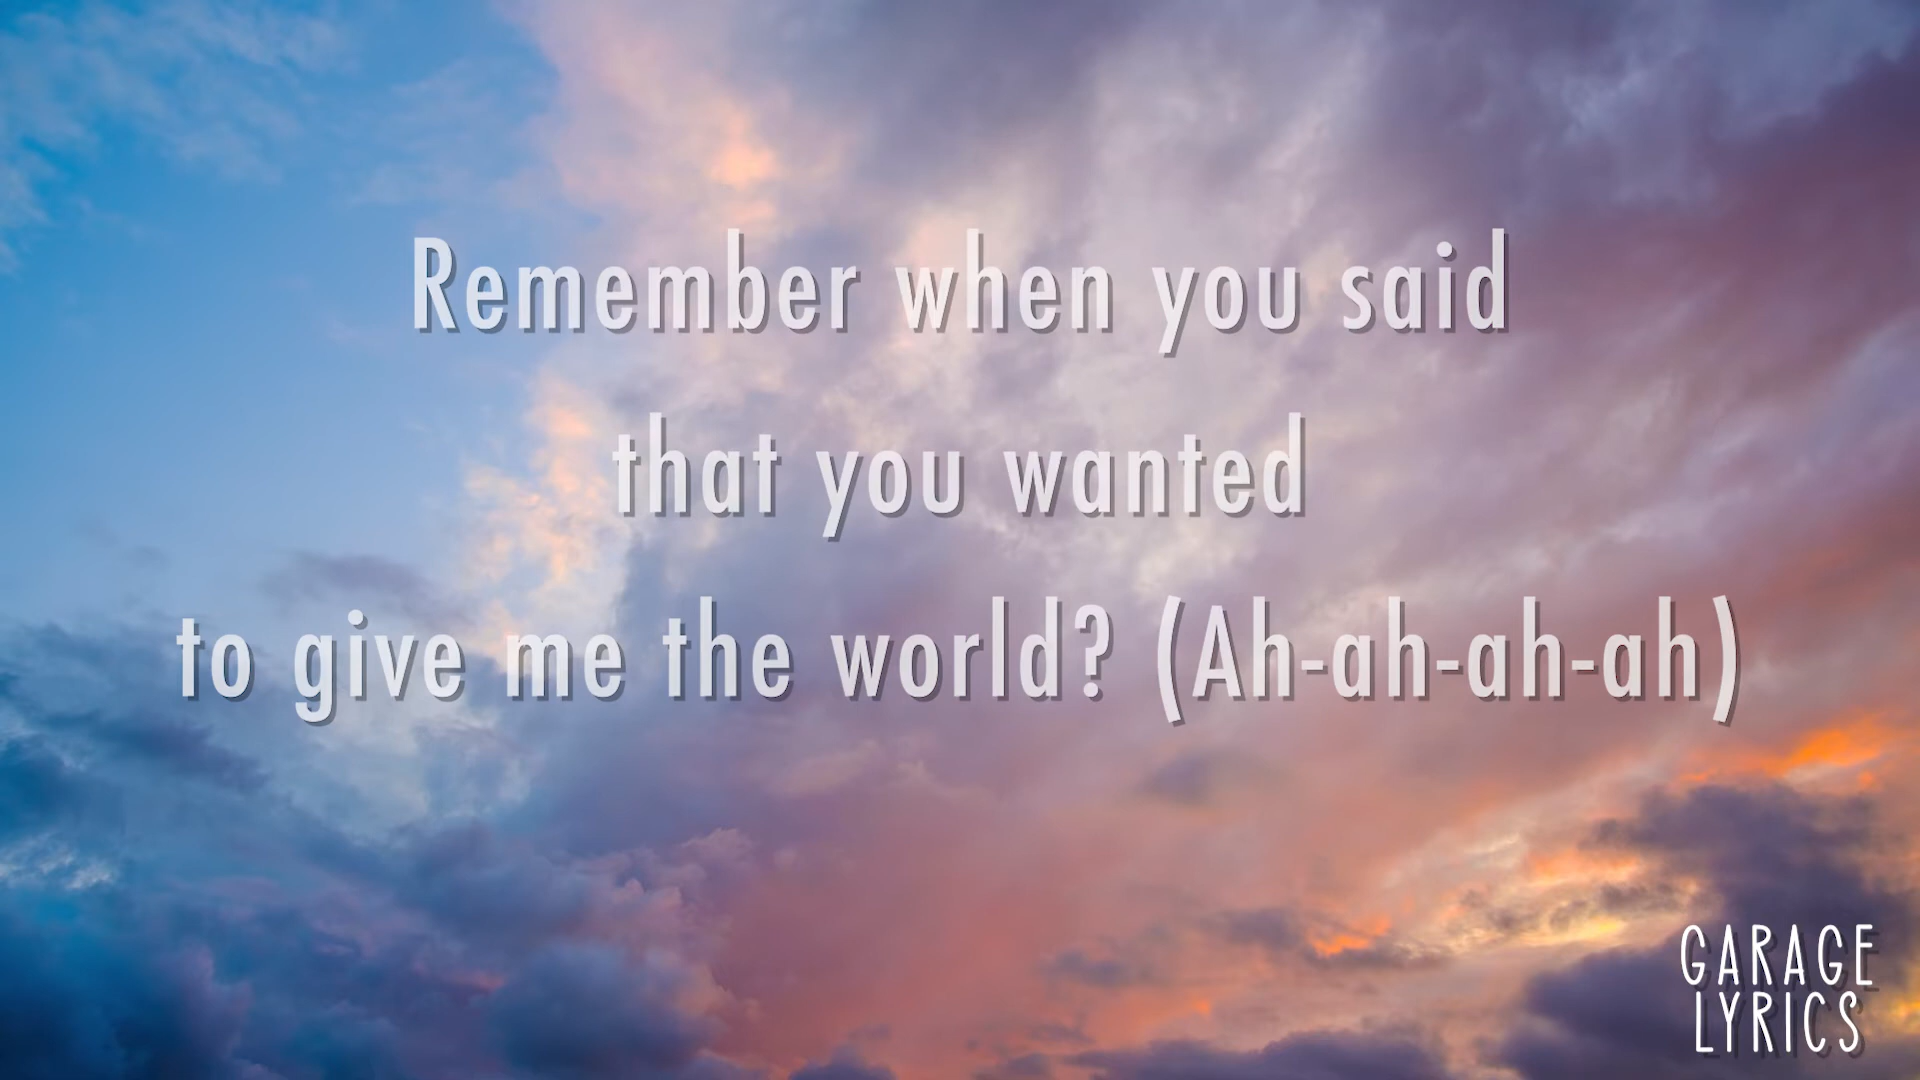 Remember when you said
that you wanted
to give me the world? (Ah-ah-ah-ah)
GARAGE
LYRICS